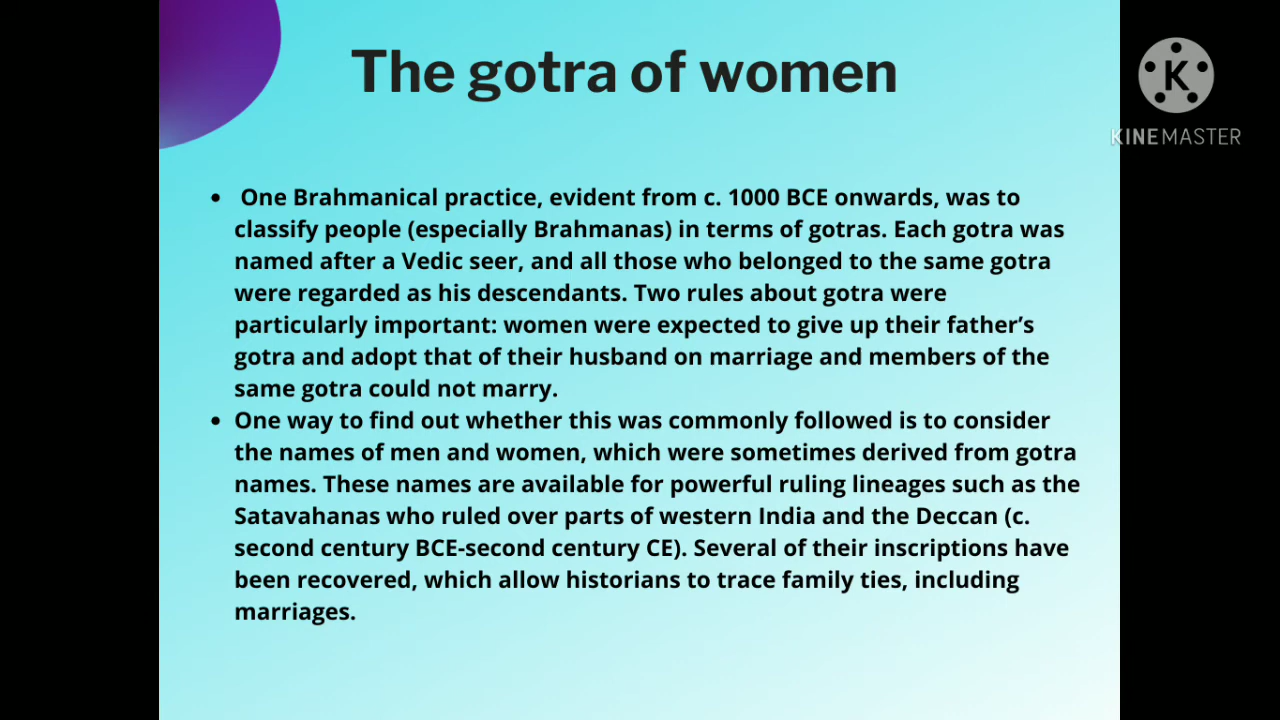 The gotra of women
K
KINEMASTER
• One Brahmanical practice, evident from c. 1000 BCE onwards, was to
classify people (especially Brahmanas) in terms of gotras. Each gotra was
named after a Vedic seer, and all those who belonged to the same gotra
were regarded as his descendants. Two rules about gotra were
particularly important: women were expected to give up their father’s
gotra and adopt that of their husband on marriage and members of the
same gotra could not marry.
• One way to find out whether this was commonly followed is to consider
the names of men and women, which were sometimes derived from gotra
names. These names are available for powerful ruling lineages such as the
Satavahanas who ruled over parts of western India and the Deccan (c.
second century BCE-second century CE). Several of their inscriptions have
been recovered, which allow historians to trace family ties, including
marriages.